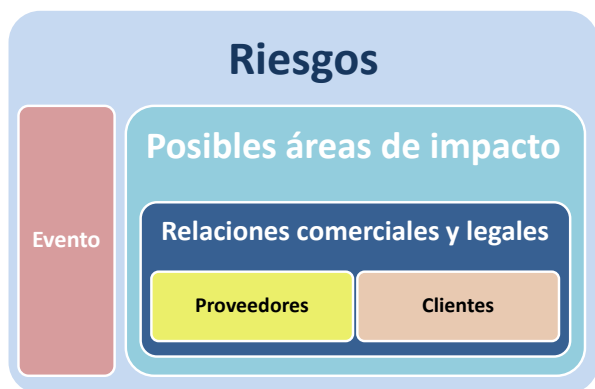 Riesgos
Posibles áreas de impacto
Evento
Relaciones comerciales y legales
Proveedores
Clientes